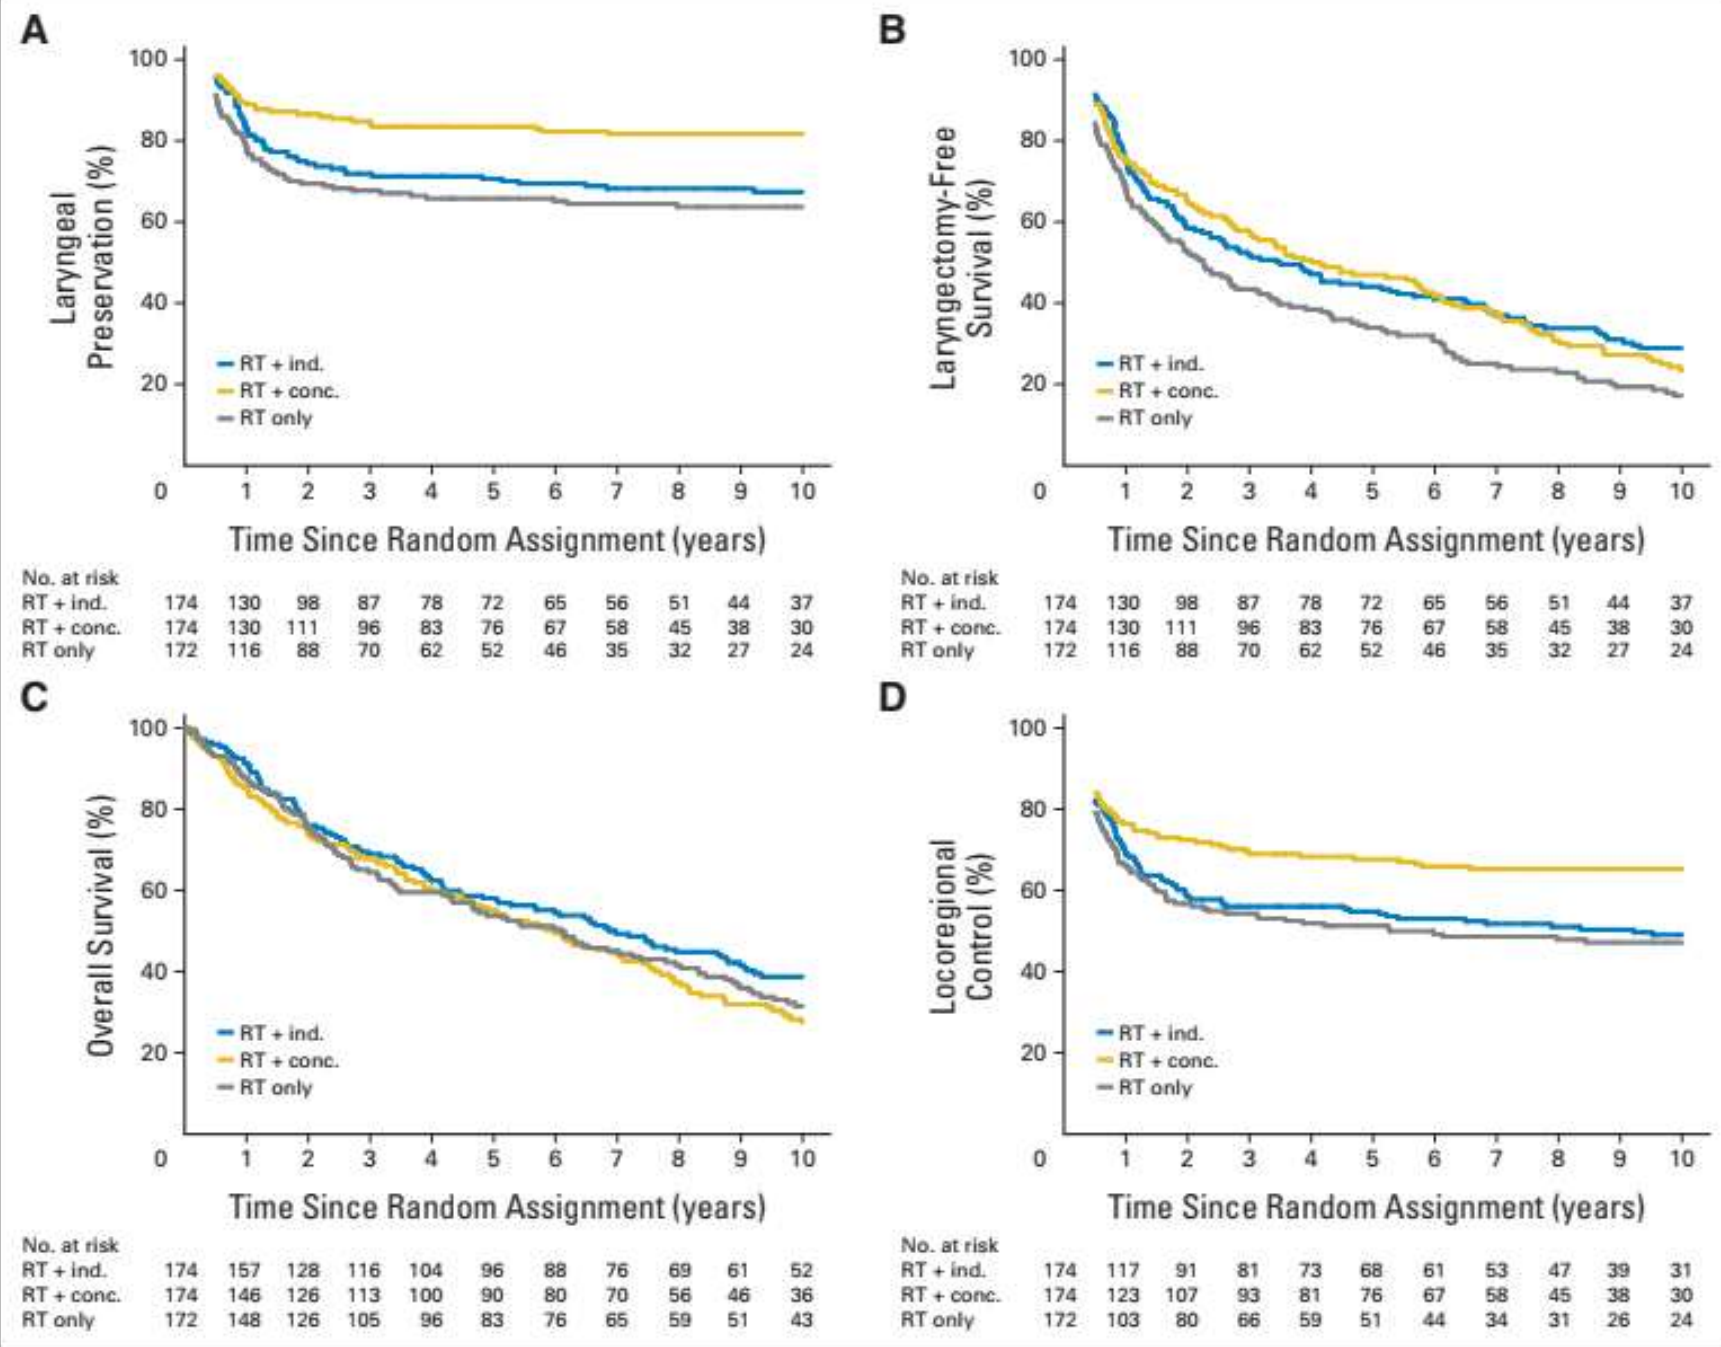 A
Laryngeal
Preservation (%)
100
80
60
40
20
0
RT + ind.
RT + conc.
RT only
1 2 3 4 5 6 7 8 9 10
Time Since Random Assignment (years)
No. at risk
RT + ind. 174 130 98 87 78 72 65 56 51 44 37
RT + conc. 174 130 111 96 83 76 67 58 45 38 30
RT only 172 116 88 70 62 52 46 35 32 27 24
B
Laryngectomy-Free
Survival (%)
100
80
60
40
20
0
RT + ind.
RT + conc.
RT only
1 2 3 4 5 6 7 8 9 10
Time Since Random Assignment (years)
No. at risk
RT + ind. 174 130 98 87 78 72 65 56 51 44 37
RT + conc. 174 130 111 96 83 76 67 58 45 38 30
RT only 172 116 88 70 62 52 46 35 32 27 24
C
Overall Survival (%)
100
80
60
40
20
0
RT + ind.
RT + conc.
RT only
1 2 3 4 5 6 7 8 9 10
Time Since Random Assignment (years)
No. at risk
RT + ind. 174 157 128 116 104 96 88 76 69 61 52
RT + conc. 174 146 126 113 100 90 80 70 56 46 36
RT only 172 148 126 105 96 83 76 65 59 51 43
D
Locoregional
Control (%)
100
80
60
40
20
0
RT + ind.
RT + conc.
RT only
1 2 3 4 5 6 7 8 9 10
Time Since Random Assignment (years)
No. at risk
RT + ind. 174 117 91 81 73 68 61 53 47 39 31
RT + conc. 174 123 107 93 81 76 67 58 45 38 30
RT only 172 103 80 66 59 51 44 34 31 26 24